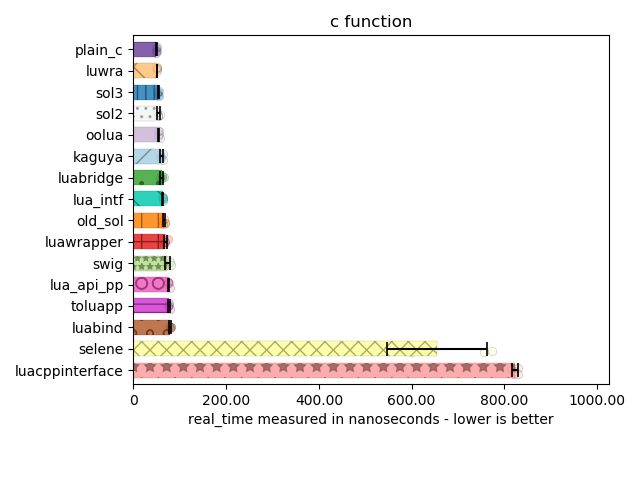 c function
plain_c
luwra
sol3
sol2
oolua
kaguya
luabridge
lua_intf
old_sol
luawrapper
swig
lua_api_pp
toluapp
luabind
selene
luacppinterface
0 200.00 400.00 600.00 800.00 1000.00
real_time measured in nanoseconds - lower is better